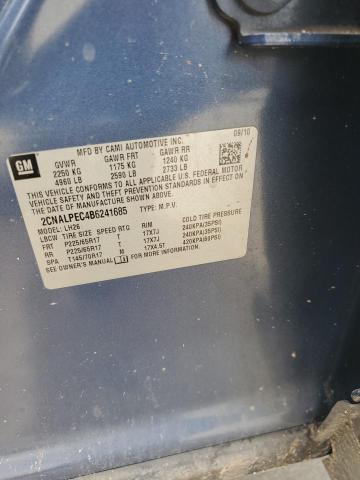 GM
MFD BY CAMI AUTOMOTIVE INC. 09/10
GVWR GAWR FRT GAWR RR
2250 KG 1175 KG 1240 KG
4960 LB 2590 LB 2733 LB
THIS VEHICLE CONFORMS TO ALL APPLICABLE U.S. FEDERAL MOTOR
VEHICLE SAFETY AND THEFT PREVENTION STANDARDS IN EFFECT ON
THE DATE OF MANUFACTURE SHOWN ABOVE.
2CNALPEC4B6241685 TYPE: M.P.V.
MODEL: LH26
LBCW TIRE SIZE SPEED RTG RIM COLD TIRE PRESSURE
FRT P225/65R17 T 17X7J 240KPA(35PSI)
RR P225/65R17 T 17X7J 240KPA(35PSI)
SPA T145/70R17 M 17X4.5T 420KPA(60PSI)
SEE OWNER'S MANUAL FOR ADDITIONAL INFORMATION.